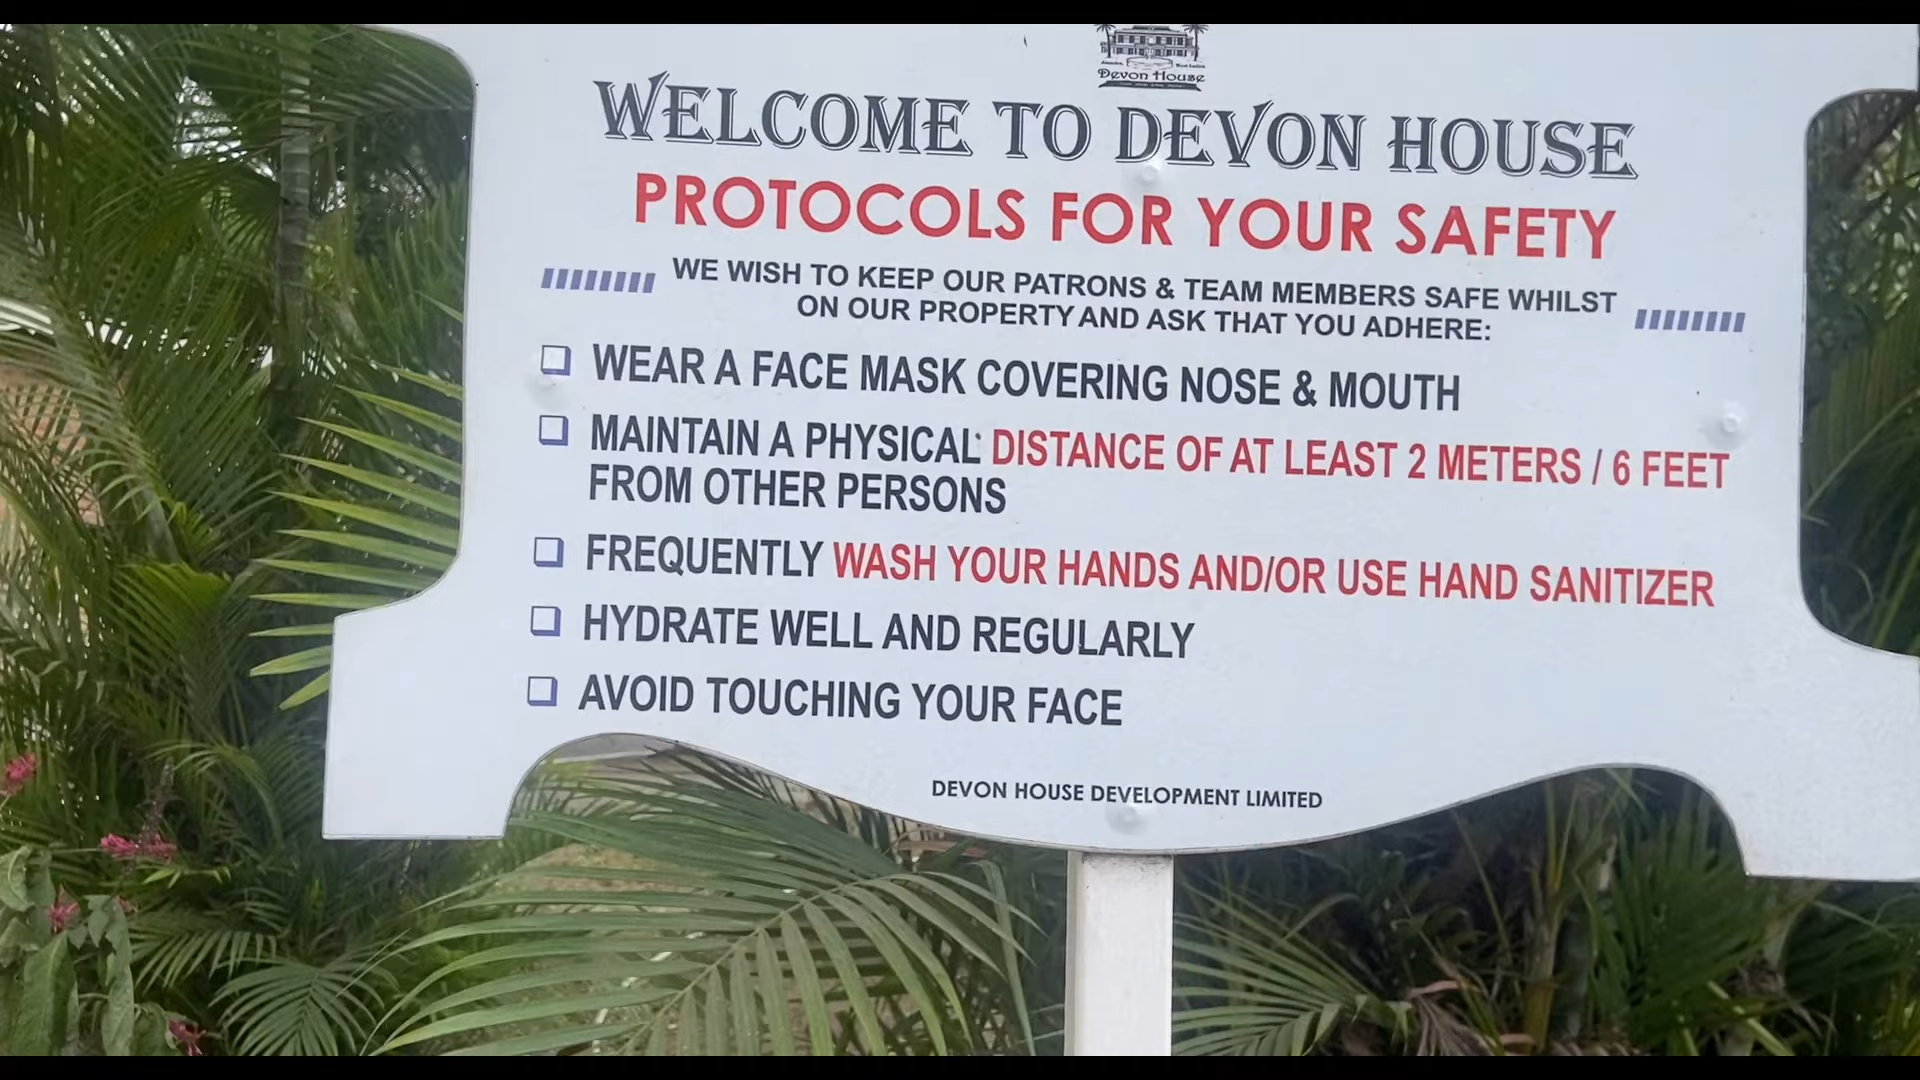 Devon House
WELCOME TO DEVON HOUSE
PROTOCOLS FOR YOUR SAFETY
WE WISH TO KEEP OUR PATRONS & TEAM MEMBERS SAFE WHILST
ON OUR PROPERTY AND ASK THAT YOU ADHERE:
❑ WEAR A FACE MASK COVERING NOSE & MOUTH
❑ MAINTAIN A PHYSICAL DISTANCE OF AT LEAST 2 METERS / 6 FEET
FROM OTHER PERSONS
❑ FREQUENTLY WASH YOUR HANDS AND/OR USE HAND SANITIZER
❑ HYDRATE WELL AND REGULARLY
❑ AVOID TOUCHING YOUR FACE
DEVON HOUSE DEVELOPMENT LIMITED